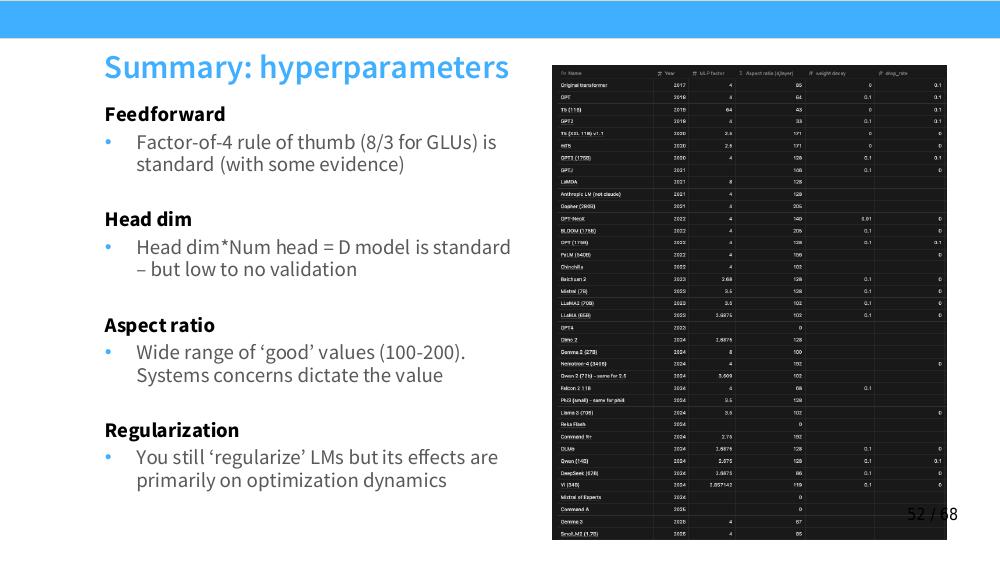 Summary: hyperparameters
Feedforward
• Factor-of-4 rule of thumb (8/3 for GLUs) is
standard (with some evidence)
Head dim
• Head dim*Num head = D model is standard
– but low to no validation
Aspect ratio
• Wide range of ‘good’ values (100-200).
Systems concerns dictate the value
Regularization
• You still ‘regularize’ LMs but its effects are
primarily on optimization dynamics
Name Year MLP factor Aspect ratio weight decay drop_rate
Original transformer 2017 4 85 0 0.1
GPT 2018 4 64 0.1 0.1
T5 (11B) 2019 64 43 0 0.1
GPT2 2019 4 33 0.1 0.1
T5 (XXL 11B) v1.1 2020 2.5 171 0 0
mT5 2020 2.5 171 0 0
GPT3 (175B) 2020 4 128 0.1 0.1
GPTJ 2021 108 0.1 0
LaMDA 2021 8 128
Anthropic LM (not claude) 2021 4 128
Gopher (280B) 2021 4 205
GPT-NeoX 2022 4 140 0.01 0
BLOOM (175B) 2022 4 205 0.1 0
OPT (175B) 2022 4 128 0.1 0.1
PaLM (540B) 2022 4 156 0
Chinchilla 2022 4 102
Baichuan 2 2023 2.68 128 0.1 0
Mistral (7B) 2023 3.5 128 0.1 0
LLaMA2 (70B) 2023 3.5 102 0.1 0
LLaMA (65B) 2023 2.6875 102 0.1 0
GPT4 2023 0
Olmo 2 2024 2.6875 128
Gemma 2 (27B) 2024 8 100
Nemotron-4 (340B) 2024 4 192 0
Qwen 2 (72b) - same for 2.5 2024 3.609 102
Falcon 2 11B 2024 4 68 0.1
Phi3 (small) - same for phi4 2024 3.5 128
Llama 3 (70B) 2024 3.5 102 0
Reka Flash 2024 0
Command R+ 2024 2.75 192
OLMo 2024 2.6875 128 0.1 0
Qwen (14B) 2024 2.675 128 0.1 0.1
DeepSeek (67B) 2024 2.6875 86 0.1 0
Yi (34B) 2024 2.857142 119 0.1 0
Mixtral of Experts 2024 0
Command A 2025 0
Gemma 3 2025 4 87
SmolLM2 (1.7B) 2025 4 85
52 / 68